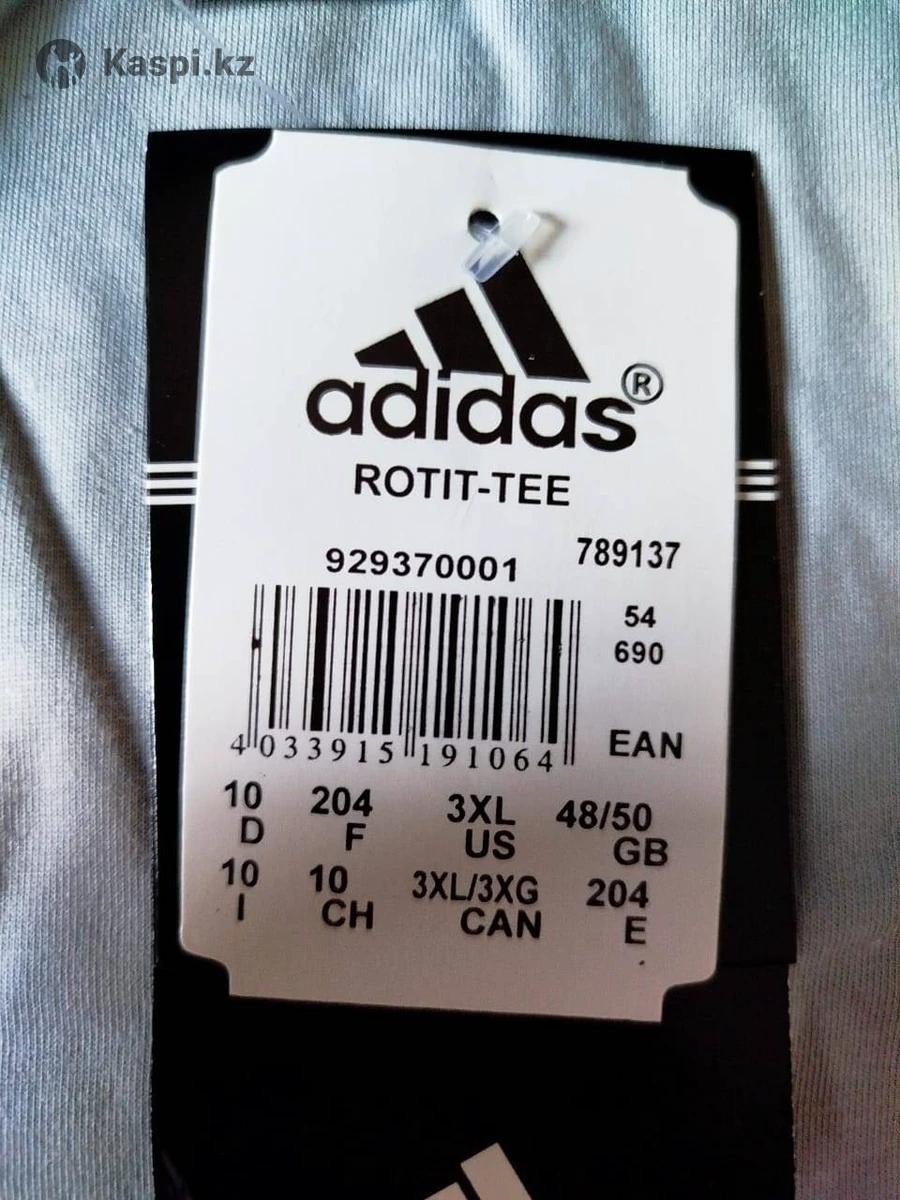 Kaspi.kz
adidas®
ROTIT-TEE
929370001 789137
54
690
4 033915 191064 EAN
10 204 3XL 48/50
D F US GB
10 10 3XL/3XG 204
I CH CAN E